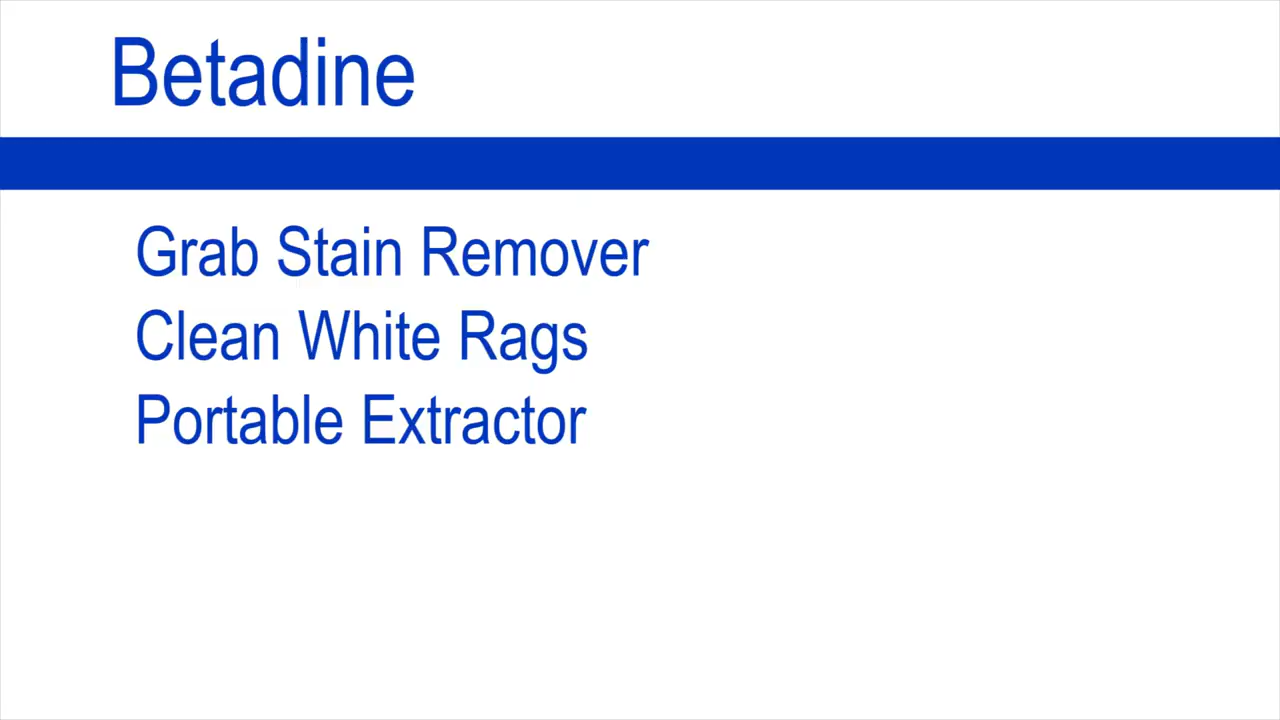 Betadine
Grab Stain Remover
Clean White Rags
Portable Extractor